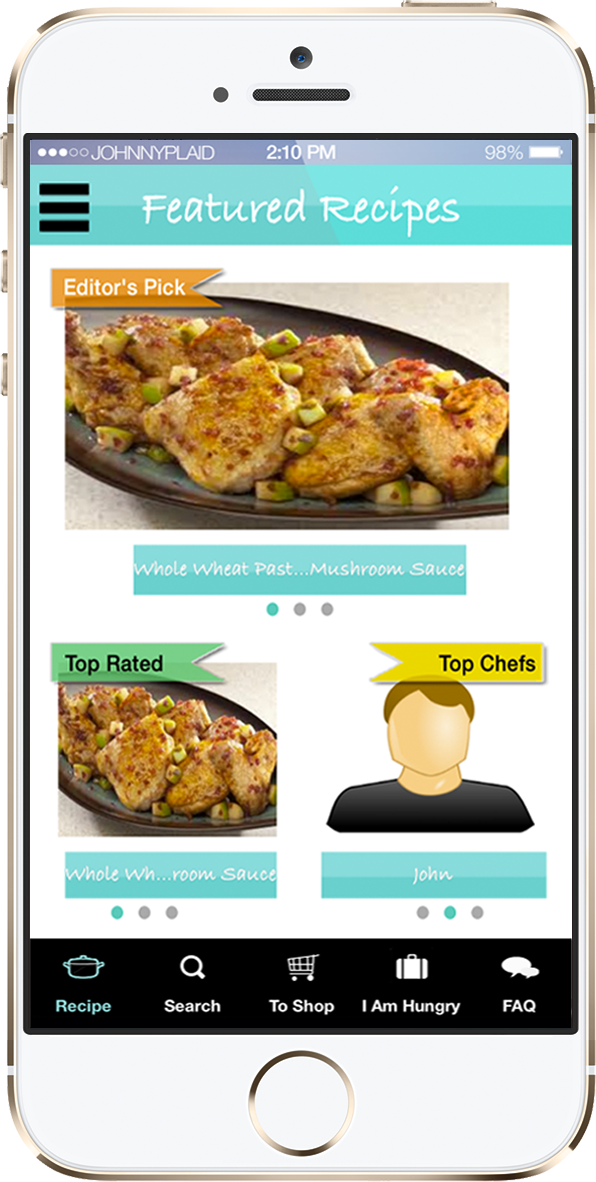 JOHNNYPLAID 2:10 PM 98%
Featured Recipes
Editor's Pick
Whole Wheat Past...Mushroom Sauce
Top Rated
Top Chefs
Whole Wh...room Sauce
John
Recipe Search To Shop I Am Hungry FAQ